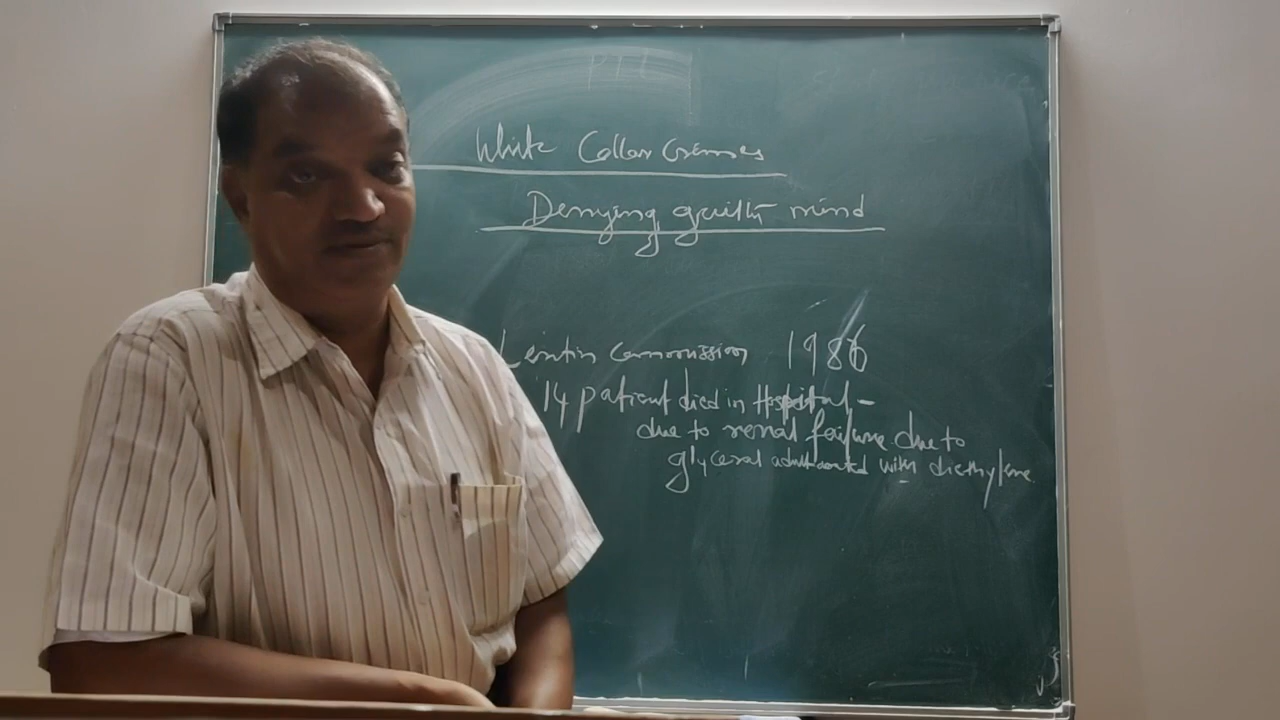 White Collar Crimes
Denying guilty mind
Lentin Commission 1986
14 patient died in Hospital -
due to renal failure due to
glycerol adulterated with diethylene